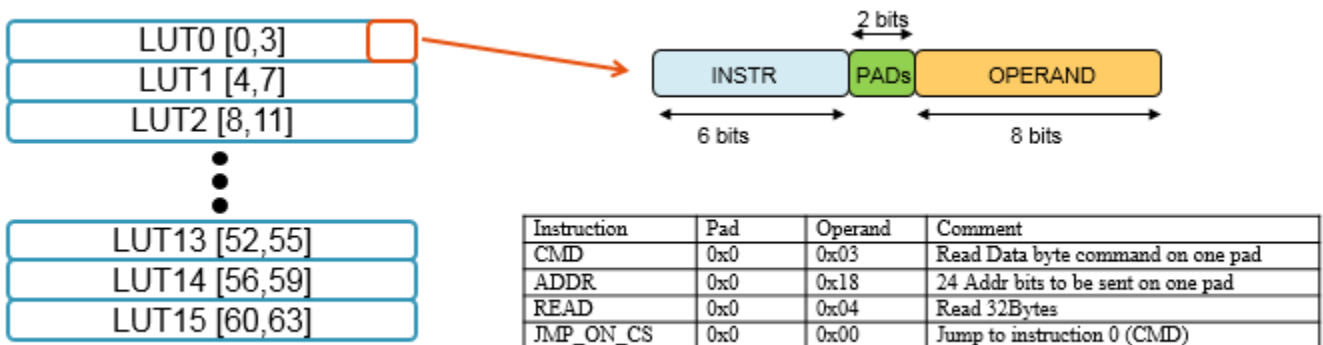 LUT0 [0,3]
LUT1 [4,7]
LUT2 [8,11]
LUT13 [52,55]
LUT14 [56,59]
LUT15 [60,63]
2 bits
INSTR PADs OPERAND
6 bits 8 bits
Instruction Pad Operand Comment
CMD 0x0 0x03 Read Data byte command on one pad
ADDR 0x0 0x18 24 Addr bits to be sent on one pad
READ 0x0 0x04 Read 32Bytes
JMP_ON_CS 0x0 0x00 Jump to instruction 0 (CMD)